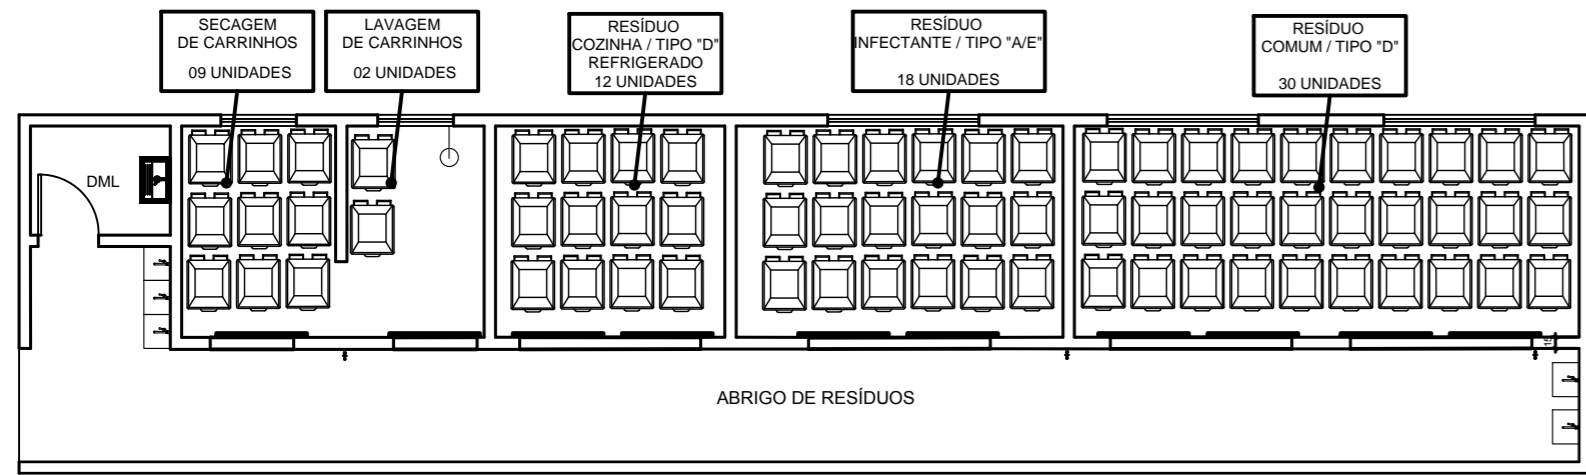 SECAGEM
DE CARRINHOS
09 UNIDADES
LAVAGEM
DE CARRINHOS
02 UNIDADES
RESÍDUO
COZINHA / TIPO "D"
REFRIGERADO
12 UNIDADES
RESÍDUO
INFECTANTE / TIPO "A/E"
18 UNIDADES
RESÍDUO
COMUM / TIPO "D"
30 UNIDADES
DML
15
ABRIGO DE RESÍDUOS